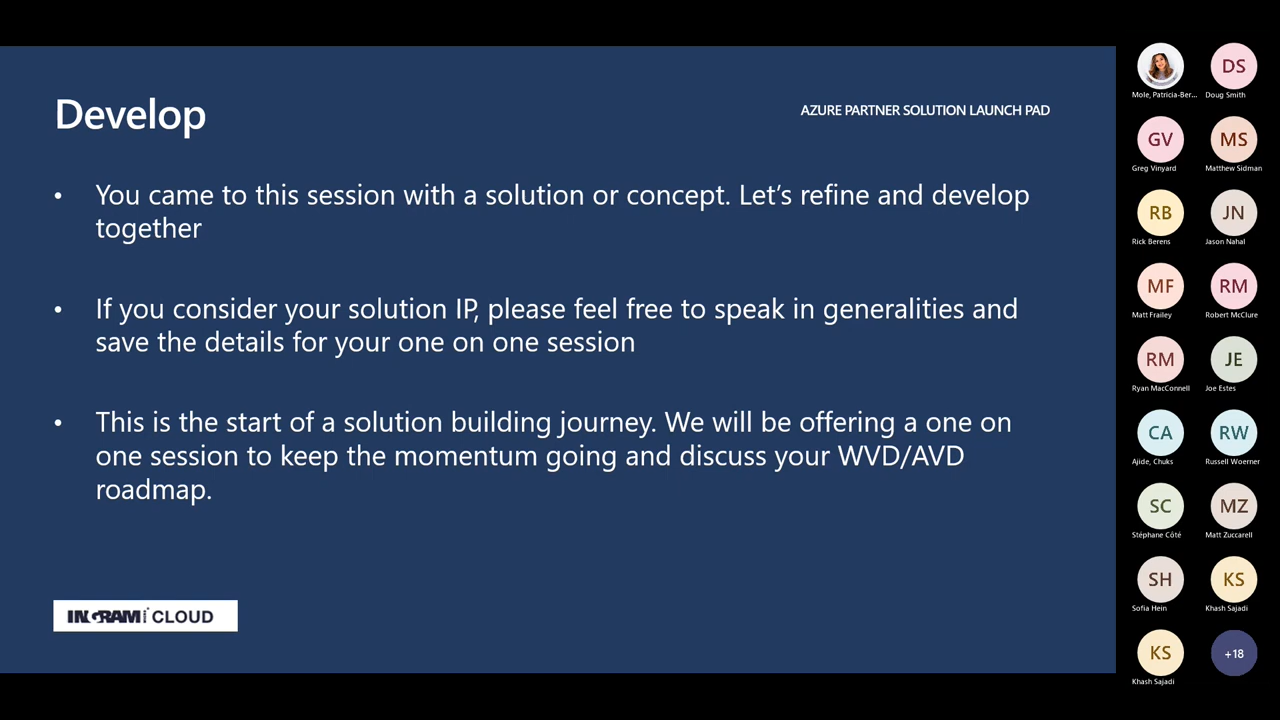 Develop
AZURE PARTNER SOLUTION LAUNCH PAD
• You came to this session with a solution or concept. Let’s refine and develop
together
• If you consider your solution IP, please feel free to speak in generalities and
save the details for your one on one session
• This is the start of a solution building journey. We will be offering a one on
one session to keep the momentum going and discuss your WVD/AVD
roadmap.
INGRAM CLOUD
Mole, Patricia-Ber...
DS
Doug Smith
GV
Greg Vinyard
MS
Matthew Sidman
RB
Rick Berens
JN
Jason Nahal
MF
Matt Frailey
RM
Robert McClure
RM
Ryan MacConnell
JE
Joe Estes
CA
Ajide, Chuks
RW
Russell Woerner
SC
Stéphane Côté
MZ
Matt Zuccarell
SH
Sofia Hein
KS
Khash Sajadi
KS
Khash Sajadi
+18